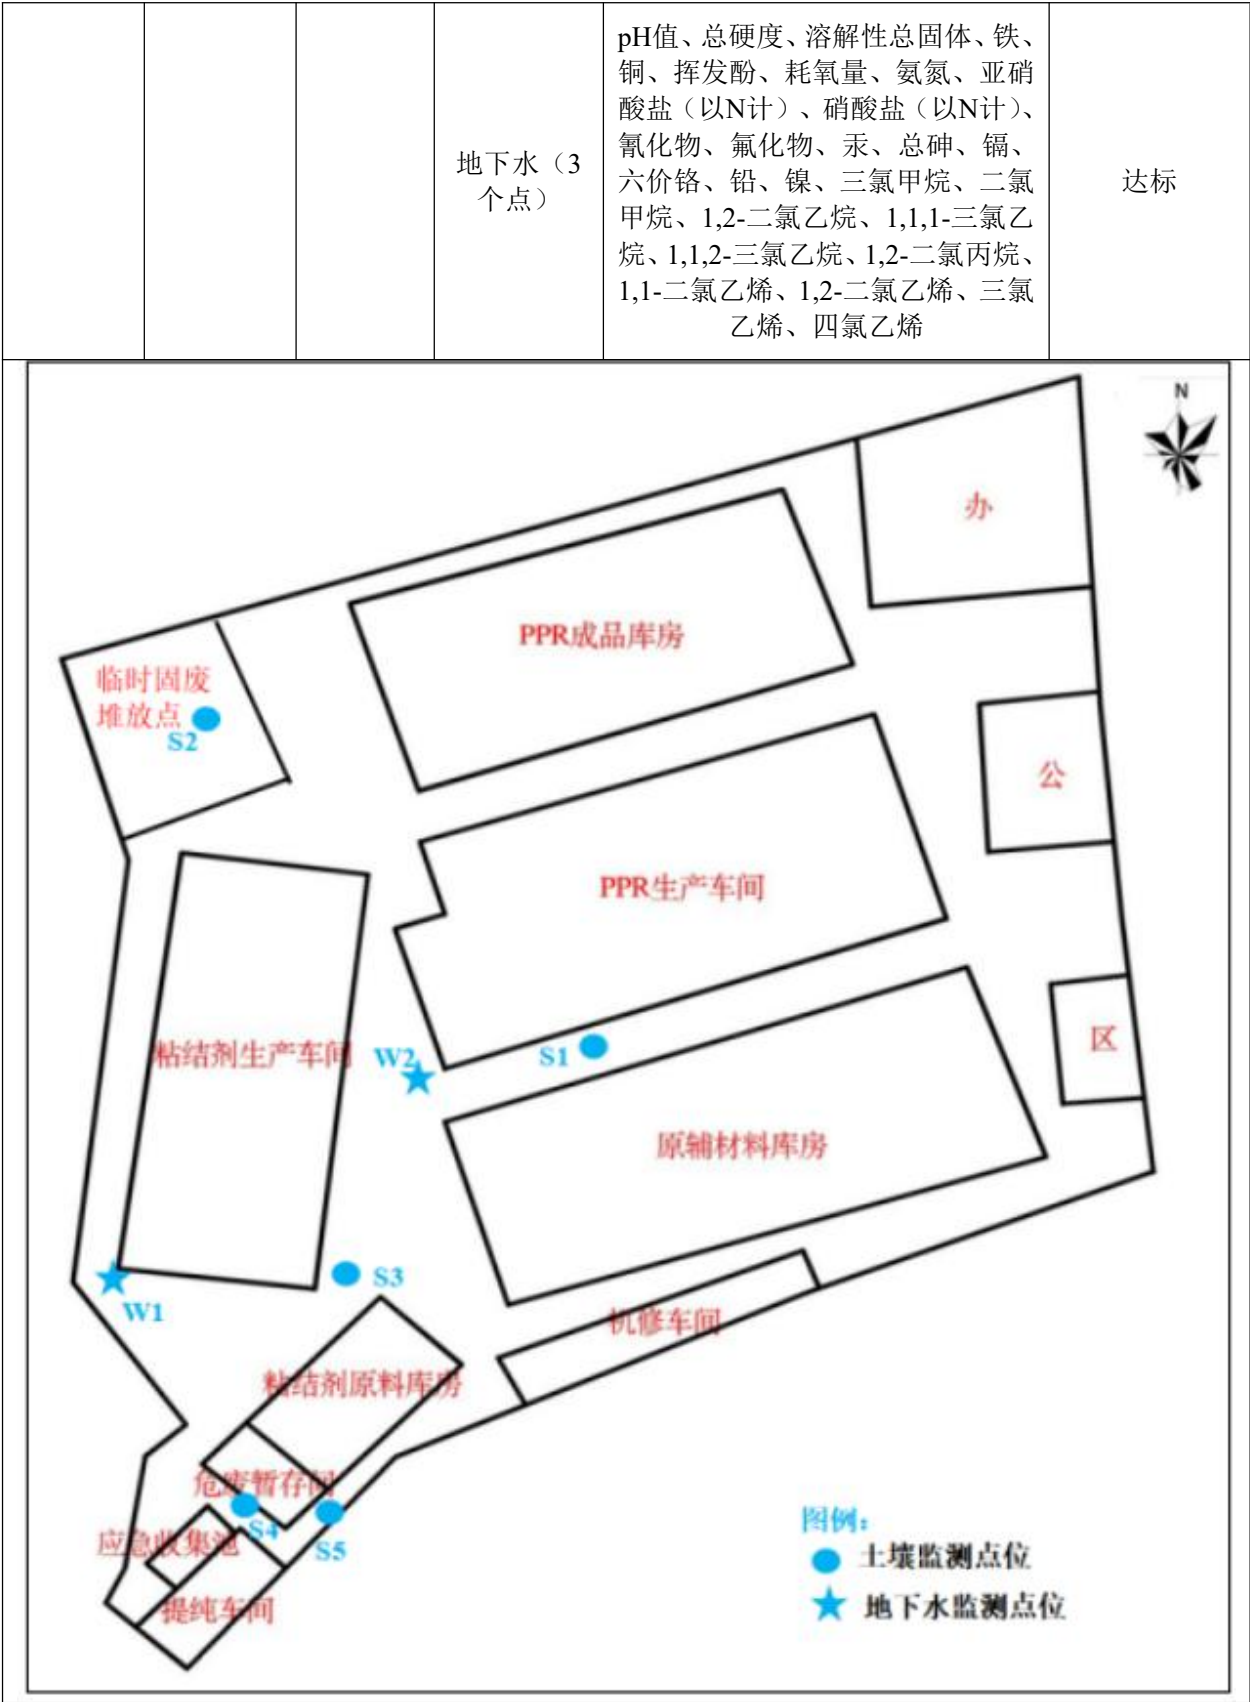 地下水（3
个点）
pH值、总硬度、溶解性总固体、铁、
铜、挥发酚、耗氧量、氨氮、亚硝
酸盐（以N计）、硝酸盐（以N计）、
氰化物、氟化物、汞、总砷、镉、
六价铬、铅、镍、三氯甲烷、二氯
甲烷、1,2-二氯乙烷、1,1,1-三氯乙
烷、1,1,2-三氯乙烷、1,2-二氯丙烷、
1,1-二氯乙烯、1,2-二氯乙烯、三氯
乙烯、四氯乙烯
达标
N
办
PPR成品库房
临时固废
堆放点
S2
公
PPR生产车间
粘结剂生产车间
W2
S1
区
原辅材料库房
S3
W1
机修车间
粘结剂原料库房
危废暂存间
S4
应急收集池
S5
提纯车间
图例：
土壤监测点位
地下水监测点位